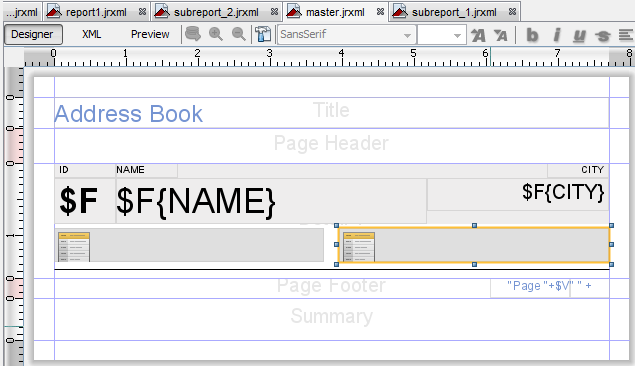 ...jrxml report1.jrxml subreport_2.jrxml master.jrxml subreport_1.jrxml
Designer XML Preview SansSerif A A b i u S
0 1 2 3 4 5 6 7 8
Address Book Title
Page Header
ID NAME CITY
$F $F{NAME} $F{CITY}
Page Footer "Page "+$V" " +
Summary